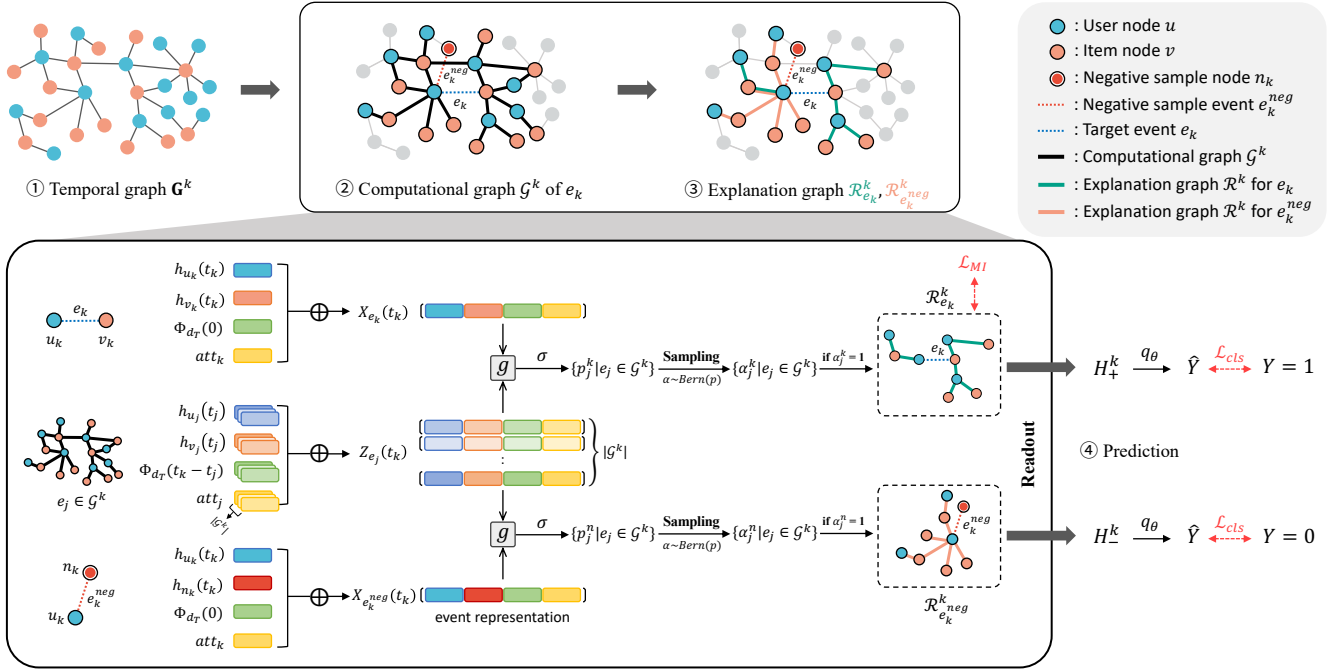 e_k^{neg}
e_k
① Temporal graph G^k
② Computational graph 𝒢^k of e_k
e_k^{neg}
e_k
③ Explanation graph ℛ_{e_k}^k, ℛ_{e_k^{neg}}^k
: User node u
: Item node v
: Negative sample node n_k
: Negative sample event e_k^{neg}
: Target event e_k
: Computational graph 𝒢^k
: Explanation graph ℛ^k for e_k
: Explanation graph ℛ^k for e_k^{neg}
e_k
u_k v_k
h_{u_k}(t_k)
h_{v_k}(t_k)
Φ_{d_T}(0)
att_k
X_{e_k}(t_k)
g
σ
{p_j^k|e_j ∈ 𝒢^k}
Sampling
α~Bern(p)
{α_j^k|e_j ∈ 𝒢^k}
if α_j^k = 1
ℒ_{MI}
ℛ_{e_k}^k
e_k
H_+^k
q_θ
Ŷ
ℒ_{cls}
Y = 1
e_j ∈ 𝒢^k
h_{u_j}(t_j)
h_{v_j}(t_j)
Φ_{d_T}(t_k − t_j)
att_j
|𝒢^k|
Z_{e_j}(t_k)
⋮
|𝒢^k|
Readout
④ Prediction
n_k
e_k^{neg}
u_k
h_{u_k}(t_k)
h_{n_k}(t_k)
Φ_{d_T}(0)
att_k
X_{e_k^{neg}}(t_k)
event representation
g
σ
{p_j^n|e_j ∈ 𝒢^k}
Sampling
α~Bern(p)
{α_j^n|e_j ∈ 𝒢^k}
if α_j^n = 1
e_k^{neg}
ℛ_{e_k^{neg}}^k
H_−^k
q_θ
Ŷ
ℒ_{cls}
Y = 0